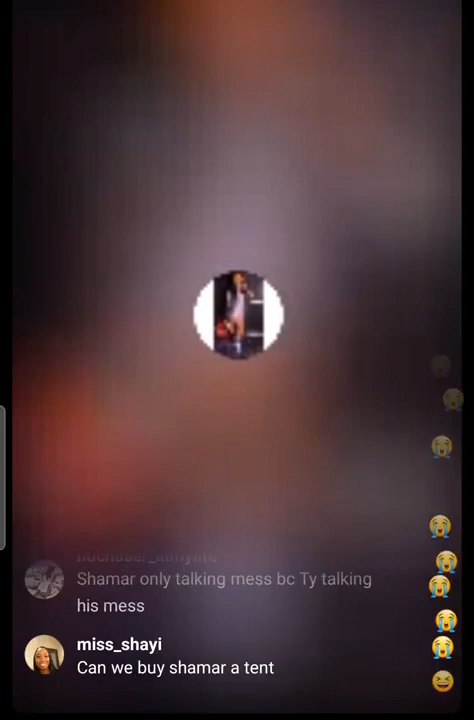 Shamar only talking mess bc Ty talking
his mess
miss_shayi
Can we buy shamar a tent